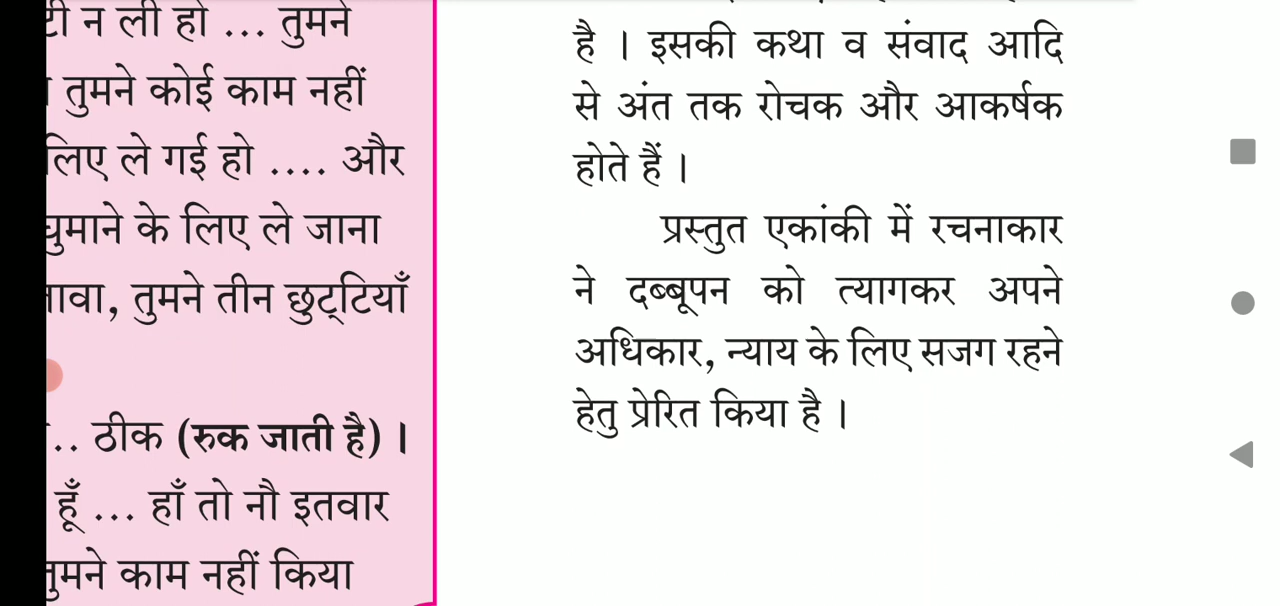 न ली हो ... तुमने
तुमने कोई काम नहीं
लिए ले गई हो .... और
घुमाने के लिए ले जाना
तुमने तीन छुट्टियाँ
.. ठीक (रुक जाती है) ।
हूँ ... हाँ तो नौ इतवार
तुमने काम नहीं किया
है । इसकी कथा व संवाद आदि
से अंत तक रोचक और आकर्षक
होते हैं ।
प्रस्तुत एकांकी में रचनाकार
ने दब्बूपन को त्यागकर अपने
अधिकार, न्याय के लिए सजग रहने
हेतु प्रेरित किया है ।